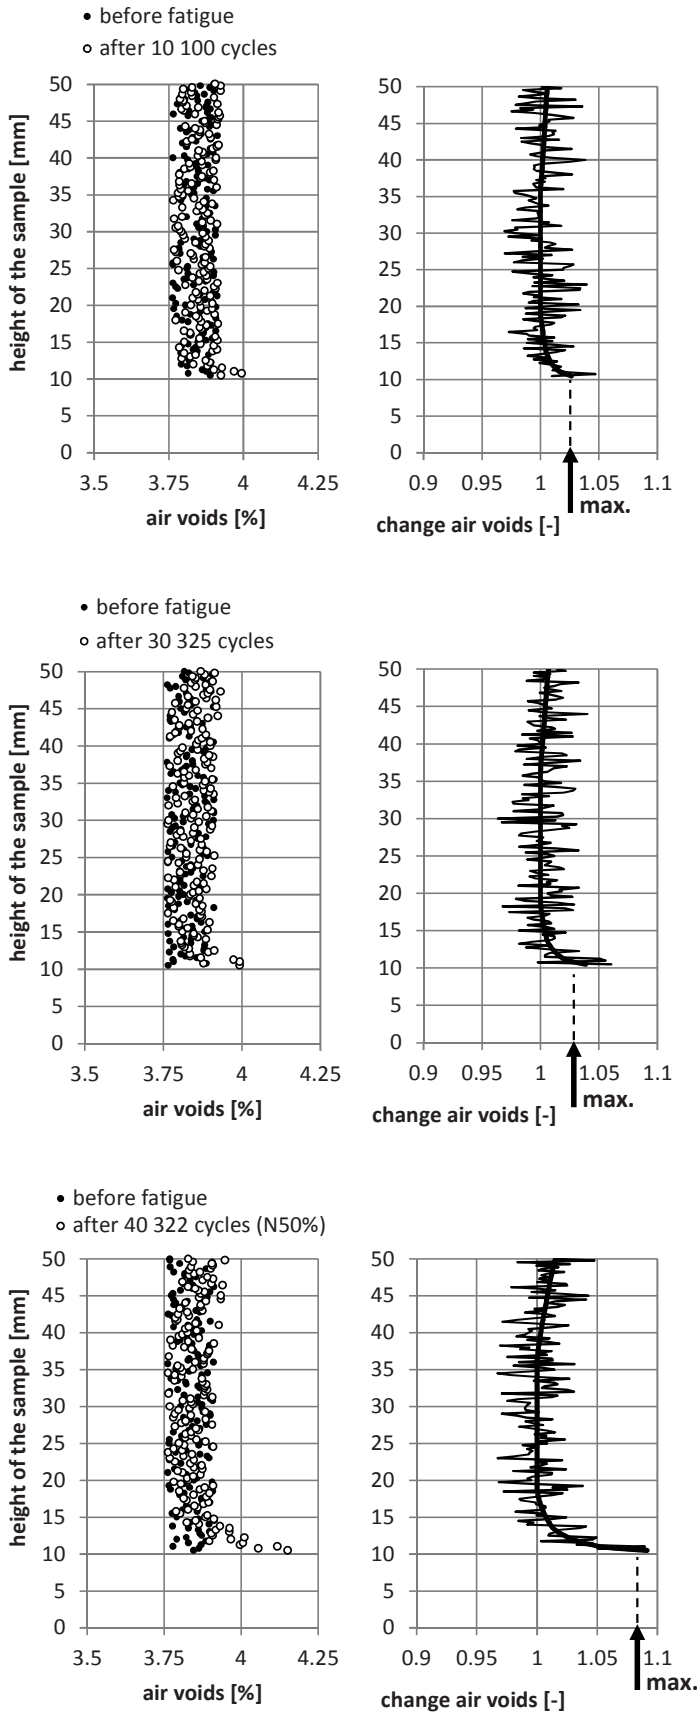 • before fatigue
○ after 10 100 cycles
height of the sample [mm]
50
45
40
35
30
25
20
15
10
5
0
3.5 3.75 4 4.25
air voids [%]
50
45
40
35
30
25
20
15
10
5
0
0.9 0.95 1 1.05 1.1
max.
change air voids [-]
• before fatigue
○ after 30 325 cycles
height of the sample [mm]
50
45
40
35
30
25
20
15
10
5
0
3.5 3.75 4 4.25
air voids [%]
50
45
40
35
30
25
20
15
10
5
0
0.9 0.95 1 1.05 1.1
max.
change air voids [-]
• before fatigue
○ after 40 322 cycles (N50%)
height of the sample [mm]
50
45
40
35
30
25
20
15
10
5
0
3.5 3.75 4 4.25
air voids [%]
50
45
40
35
30
25
20
15
10
5
0
0.9 0.95 1 1.05 1.1
max.
change air voids [-]